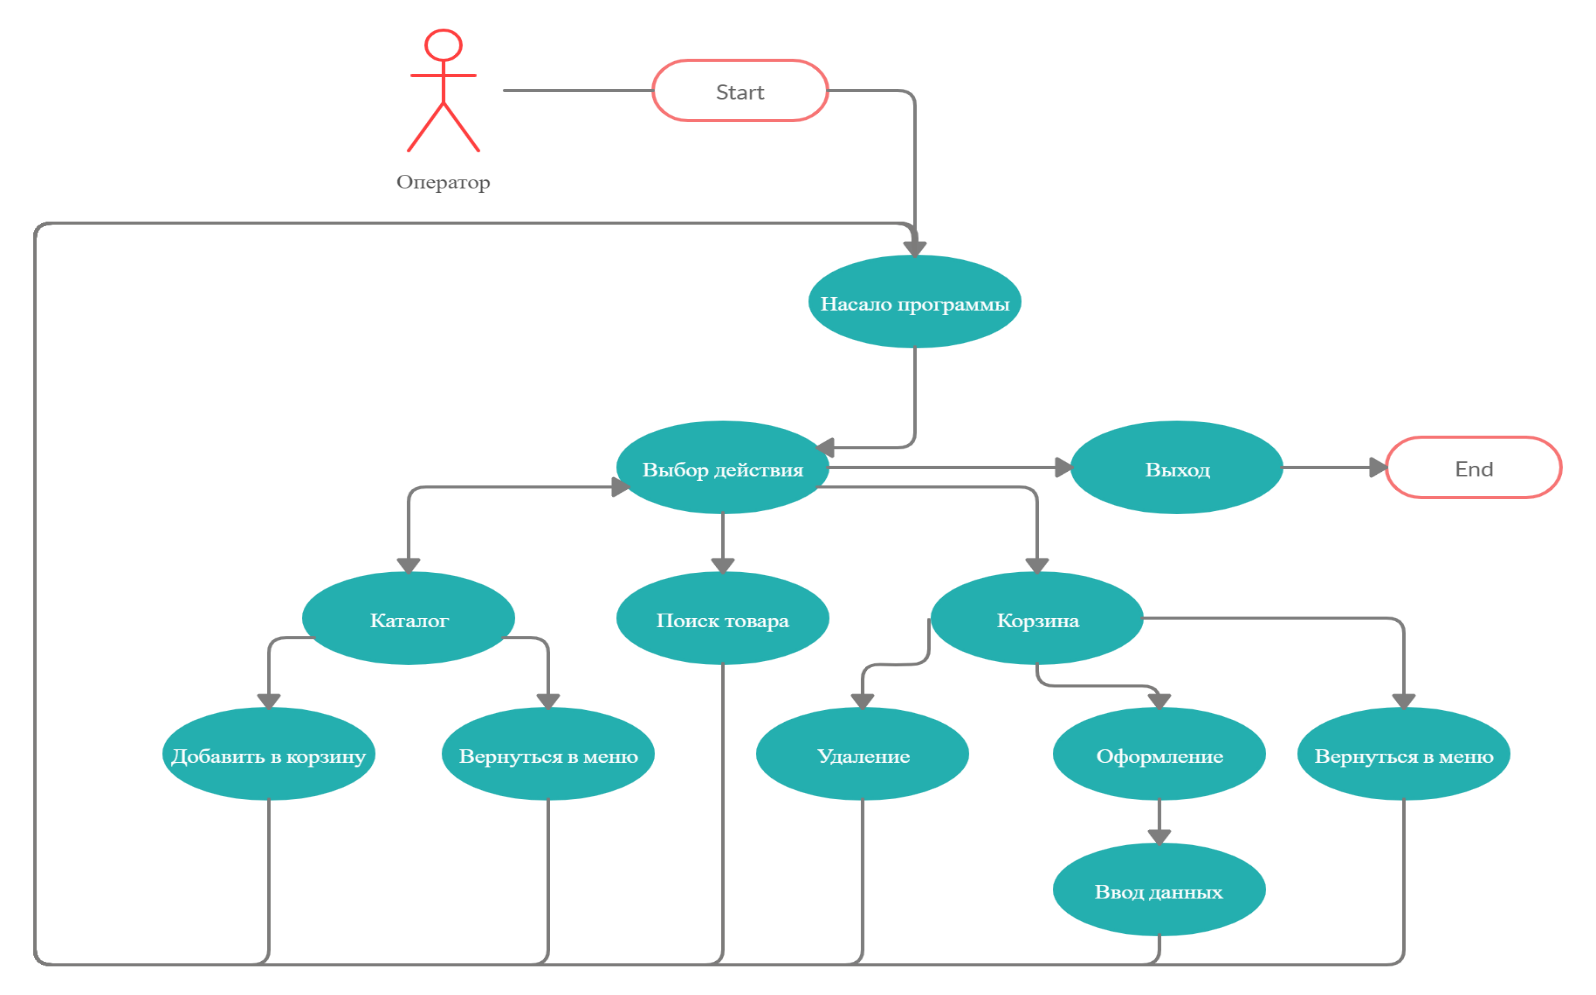 Start
Оператор
Насало программы
Выбор действия
Выход
End
Каталог
Поиск товара
Корзина
Добавить в корзину
Вернуться в меню
Удаление
Оформление
Вернуться в меню
Ввод данных